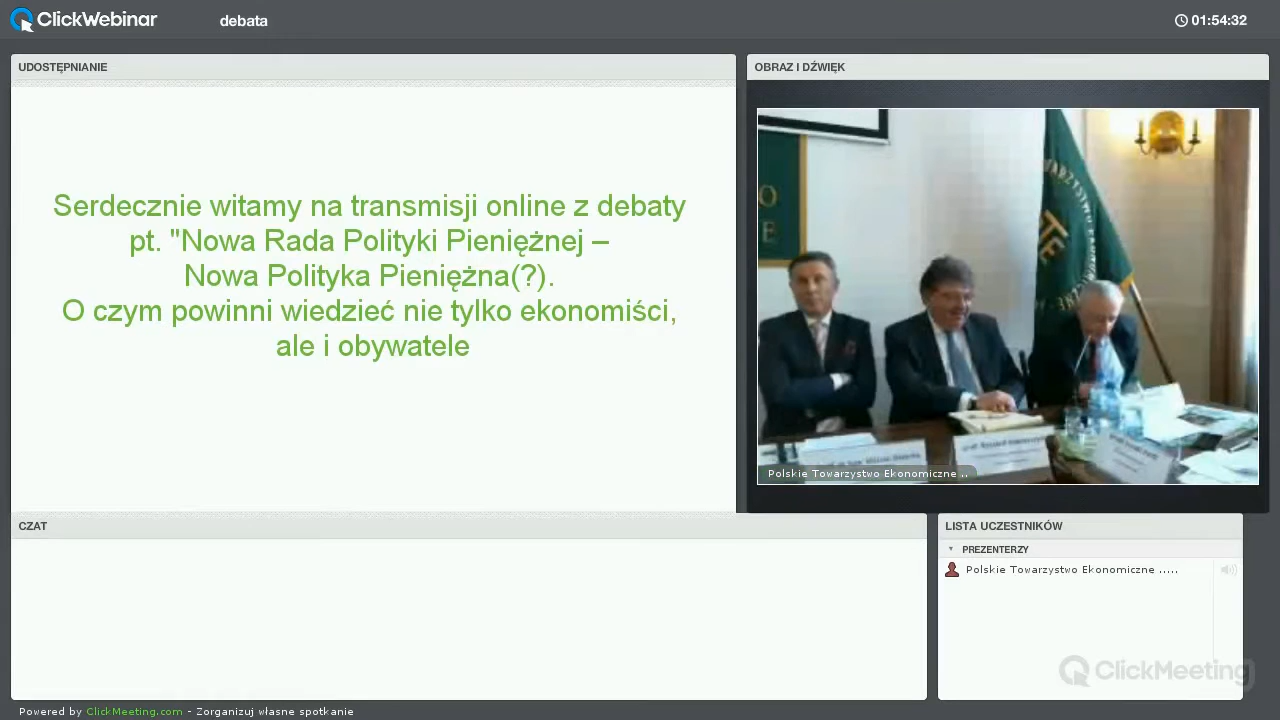 ClickWebinar
debata
01:54:32
UDOSTĘPNIANIE
Serdecznie witamy na transmisji online z debaty
pt. "Nowa Rada Polityki Pieniężnej –
Nowa Polityka Pieniężna(?).
O czym powinni wiedzieć nie tylko ekonomiści,
ale i obywatele
OBRAZ I DŹWIĘK
Polskie Towarzystwo Ekonomiczne ..
CZAT
LISTA UCZESTNIKÓW
PREZENTERZY
Polskie Towarzystwo Ekonomiczne .....
ClickMeeting
Powered by ClickMeeting.com - Zorganizuj własne spotkanie